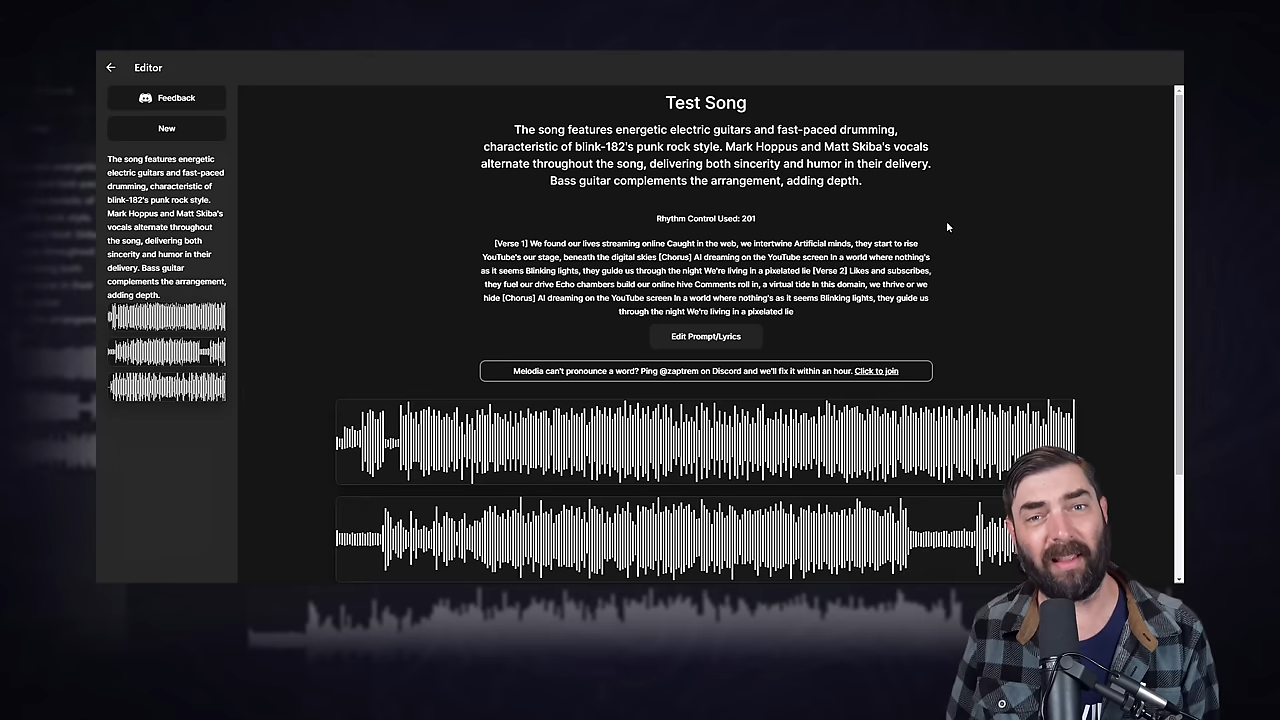 Editor
Feedback
New
The song features energetic
electric guitars and fast-paced
drumming, characteristic of
blink-182's punk rock style.
Mark Hoppus and Matt Skiba's
vocals alternate throughout
the song, delivering both
sincerity and humor in their
delivery. Bass guitar
complements the arrangement,
adding depth.
Test Song
The song features energetic electric guitars and fast-paced drumming,
characteristic of blink-182's punk rock style. Mark Hoppus and Matt Skiba's vocals
alternate throughout the song, delivering both sincerity and humor in their delivery.
Bass guitar complements the arrangement, adding depth.
Rhythm Control Used: 201
[Verse 1] We found our lives streaming online Caught in the web, we intertwine Artificial minds, they start to rise
YouTube's our stage, beneath the digital skies [Chorus] AI dreaming on the YouTube screen In a world where nothing's
as it seems Blinking lights, they guide us through the night We're living in a pixelated lie [Verse 2] Likes and subscribes,
they fuel our drive Echo chambers build our online hive Comments roll in, a virtual tide In this domain, we thrive or we
hide [Chorus] AI dreaming on the YouTube screen In a world where nothing's as it seems Blinking lights, they guide us
through the night We're living in a pixelated lie
Edit Prompt/Lyrics
Melodia can't pronounce a word? Ping @zaptrem on Discord and we'll fix it within an hour. Click to join